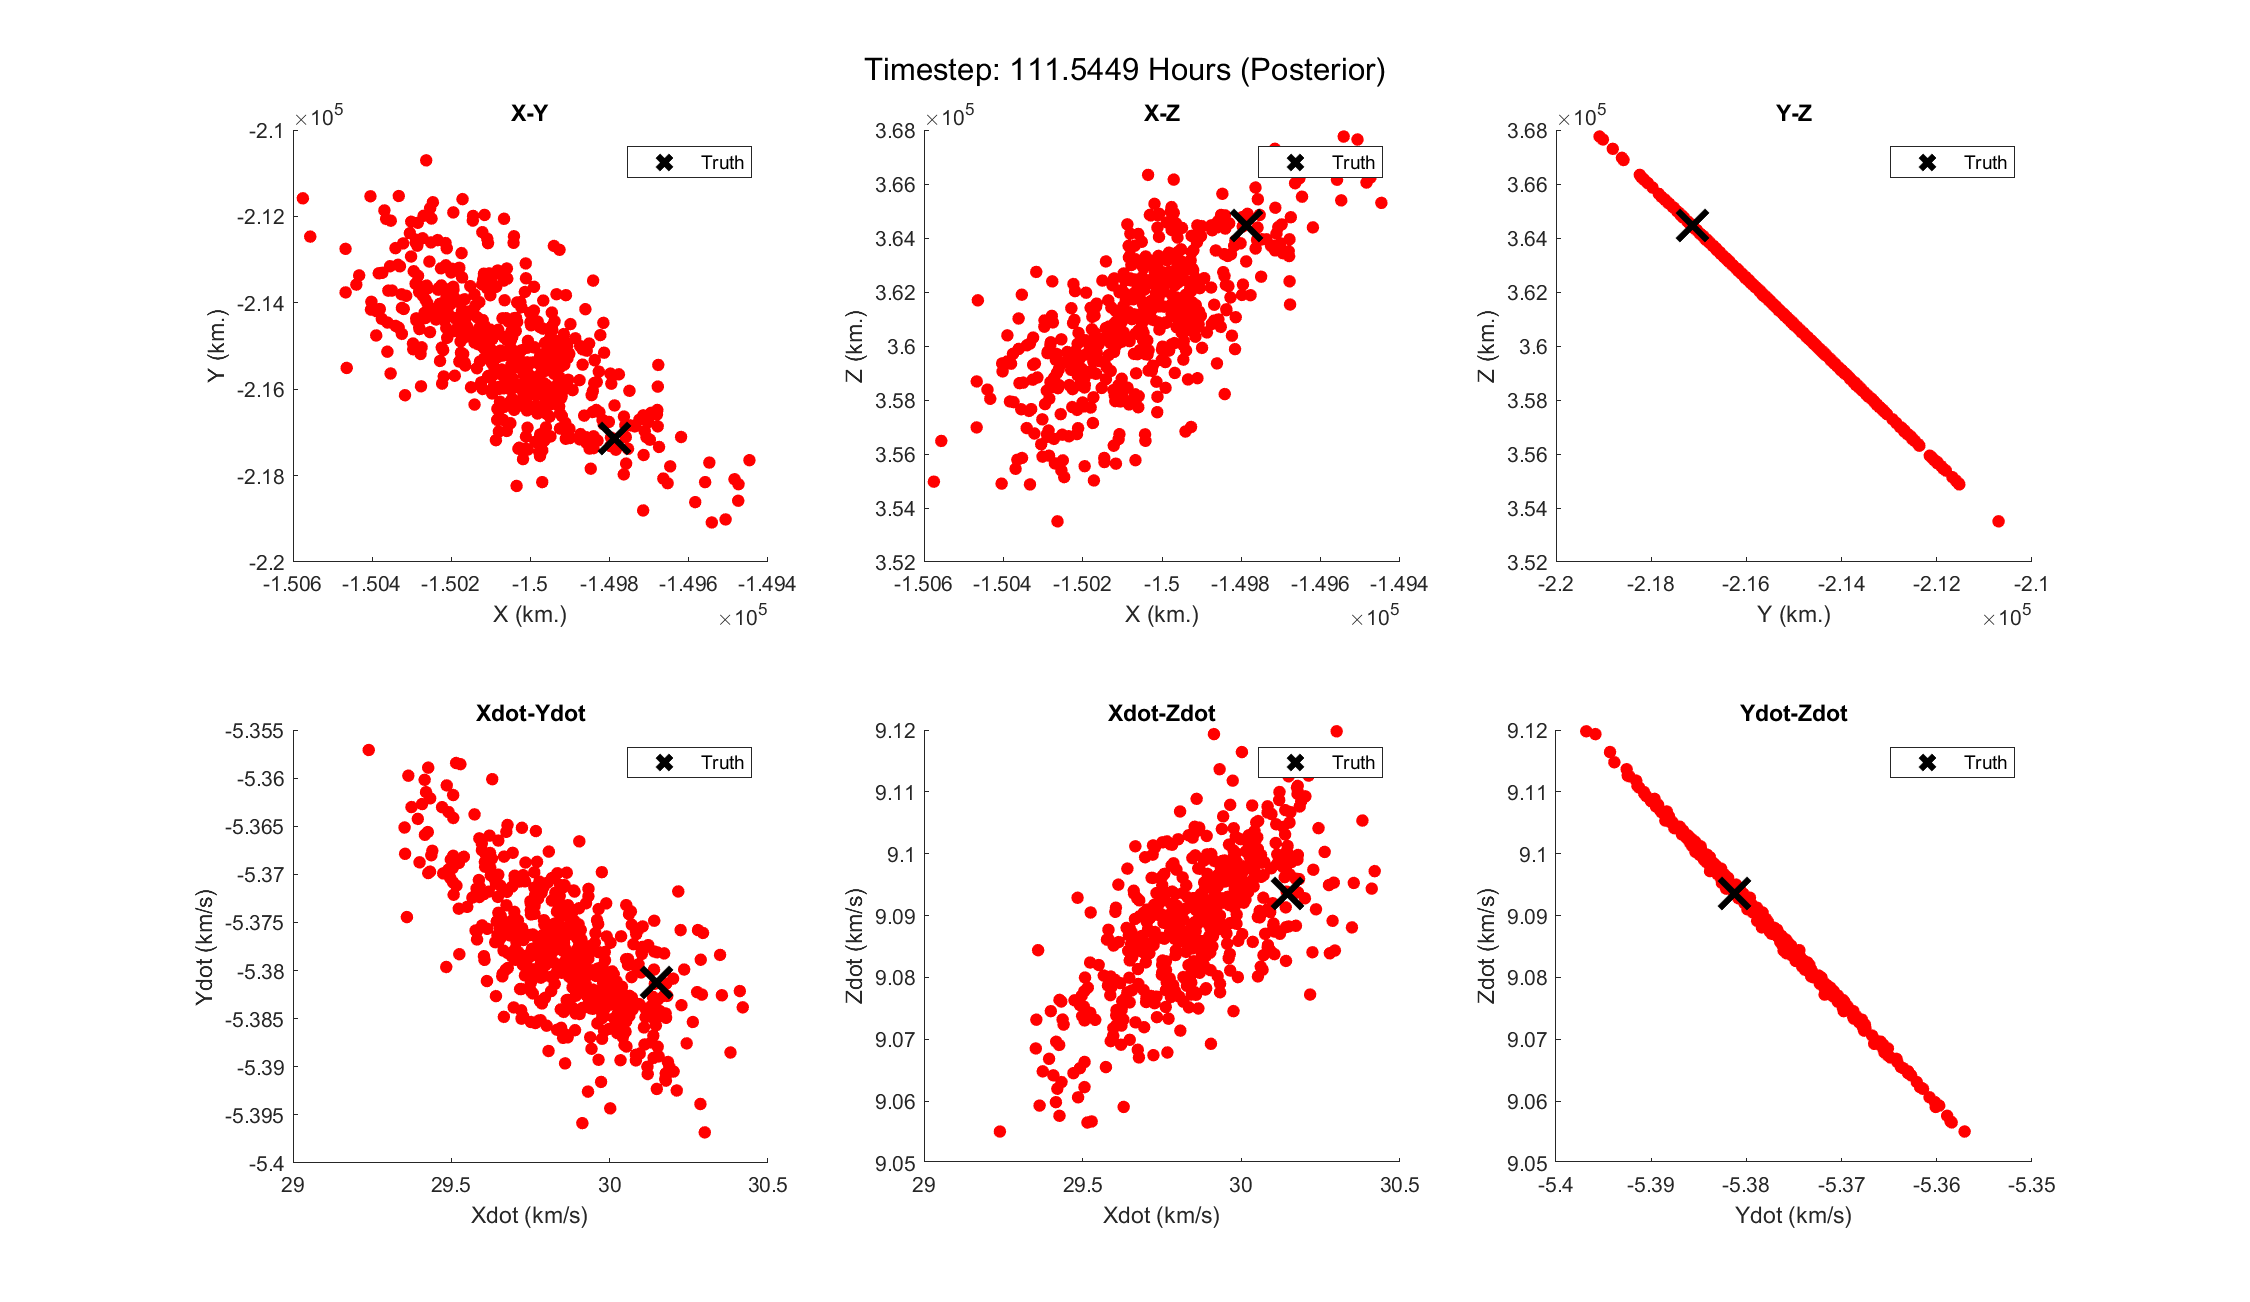 Timestep: 111.5449 Hours (Posterior)
X-Y
×10^5
-2.1
-2.12
-2.14
-2.16
-2.18
-2.2
Y (km.)
Truth
-1.506 -1.504 -1.502 -1.5 -1.498 -1.496 -1.494
X (km.)
×10^5
X-Z
×10^5
3.68
3.66
3.64
3.62
3.6
3.58
3.56
3.54
3.52
Z (km.)
Truth
-1.506 -1.504 -1.502 -1.5 -1.498 -1.496 -1.494
X (km.)
×10^5
Y-Z
×10^5
3.68
3.66
3.64
3.62
3.6
3.58
3.56
3.54
3.52
Z (km.)
Truth
-2.2 -2.18 -2.16 -2.14 -2.12 -2.1
Y (km.)
×10^5
Xdot-Ydot
-5.355
-5.36
-5.365
-5.37
-5.375
-5.38
-5.385
-5.39
-5.395
-5.4
Ydot (km/s)
Truth
29 29.5 30 30.5
Xdot (km/s)
Xdot-Zdot
9.12
9.11
9.1
9.09
9.08
9.07
9.06
9.05
Zdot (km/s)
Truth
29 29.5 30 30.5
Xdot (km/s)
Ydot-Zdot
9.12
9.11
9.1
9.09
9.08
9.07
9.06
9.05
Zdot (km/s)
Truth
-5.4 -5.39 -5.38 -5.37 -5.36 -5.35
Ydot (km/s)